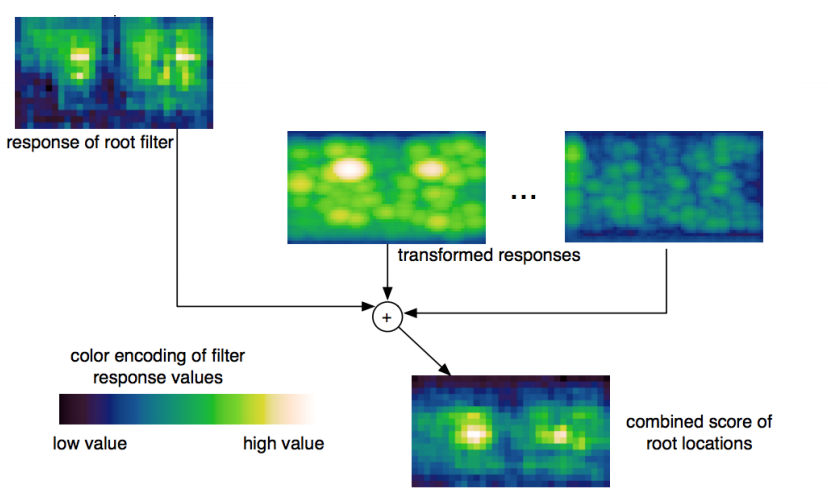 response of root filter
...
transformed responses
+
color encoding of filter
response values
low value
high value
combined score of
root locations